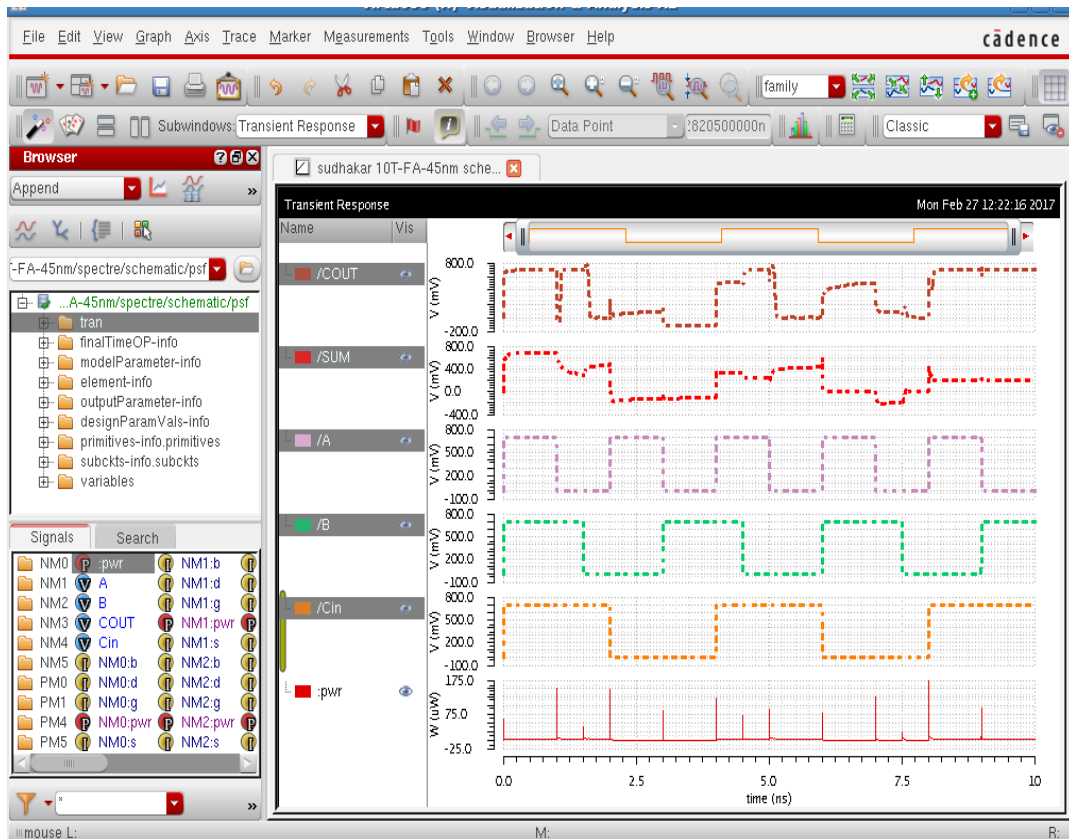 File Edit View Graph Axis Trace Marker Measurements Tools Window Browser Help
cādence
family
Subwindows: Transient Response
Data Point
:820500000n
Classic
Browser
Append
»
-FA-45nm/spectre/schematic/psf
...A-45nm/spectre/schematic/psf
tran
finalTimeOP-info
modelParameter-info
element-info
outputParameter-info
designParamVals-info
primitives-info.primitives
subckts-info.subckts
variables
Signals Search
NM0 :pwr NM1:b
NM1 A NM1:d
NM2 B NM1:g
NM3 COUT NM1:pwr
NM4 Cin NM1:s
NM5 NM0:b NM2:b
PM0 NM0:d NM2:d
PM1 NM0:g NM2:g
PM4 NM0:pwr NM2:pwr
PM5 NM0:s NM2:s
*
»
mouse L: M: R:
sudhakar 10T-FA-45nm sche...
Transient Response Mon Feb 27 12:22:16 2017
Name Vis
/COUT
800.0
V (mV)
-200.0
/SUM
800.0
400.0
V (mV)
0.0
-400.0
/A
800.0
500.0
V (mV)
200.0
-100.0
/B
800.0
500.0
V (mV)
200.0
-100.0
/Cin
800.0
500.0
V (mV)
200.0
-100.0
:pwr
175.0
W (uW)
75.0
-25.0
0.0 2.5 5.0 7.5 10
time (ns)